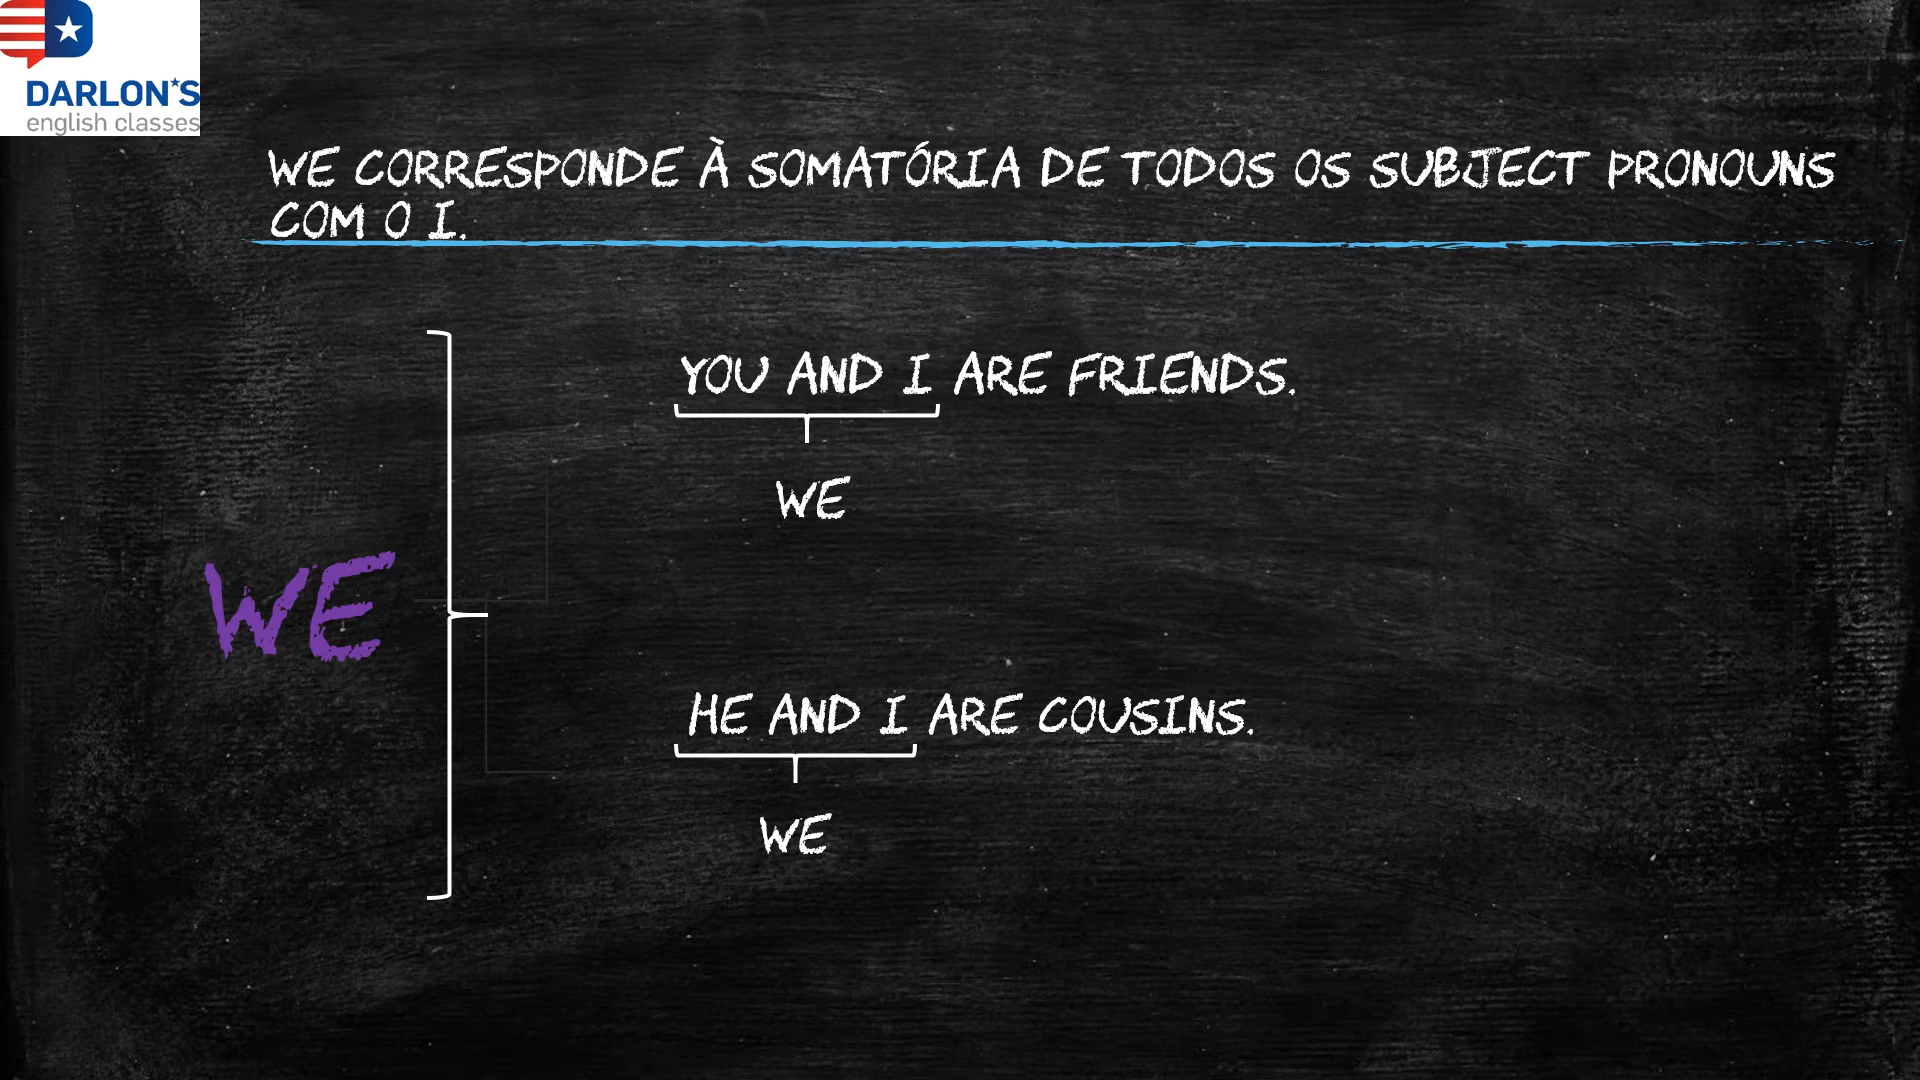 DARLON'S
english classes
WE CORRESPONDE À SOMATÓRIA DE TODOS OS SUBJECT PRONOUNS
COM O I.
YOU AND I ARE FRIENDS.
WE
WE
HE AND I ARE COUSINS.
WE